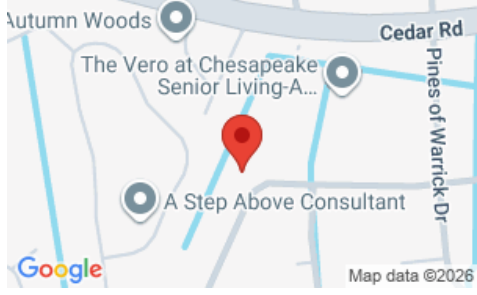 Autumn Woods
Cedar Rd
The Vero at Chesapeake
Senior Living-A...
Pines of Warrick Dr
A Step Above Consultant
Google
Map data ©2026